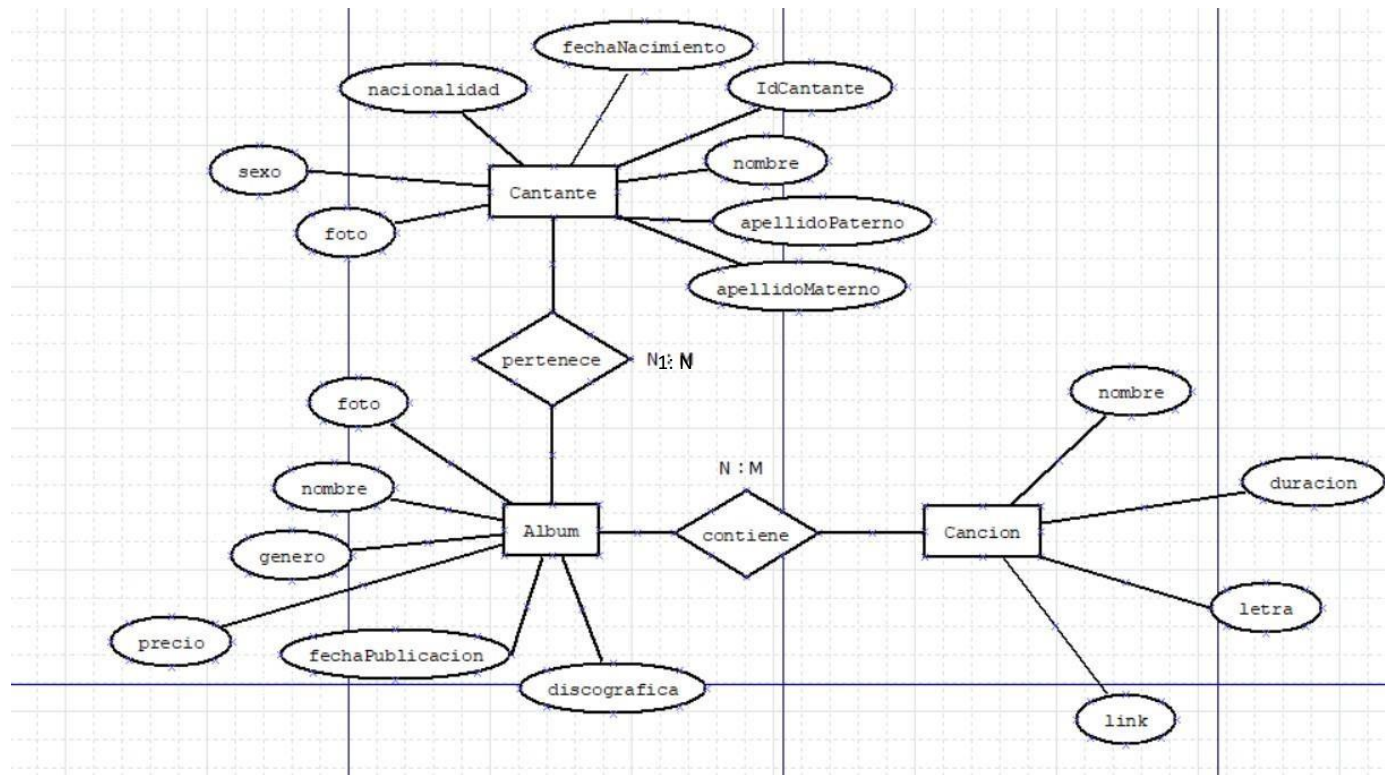 fechaNacimiento
nacionalidad
IdCantante
nombre
sexo
Cantante
apellidoPaterno
foto
apellidoMaterno
pertenece
N : M
1: N
nombre
foto
N : M
duracion
nombre
Album
contiene
Cancion
genero
letra
precio
fechaPublicacion
discografica
link